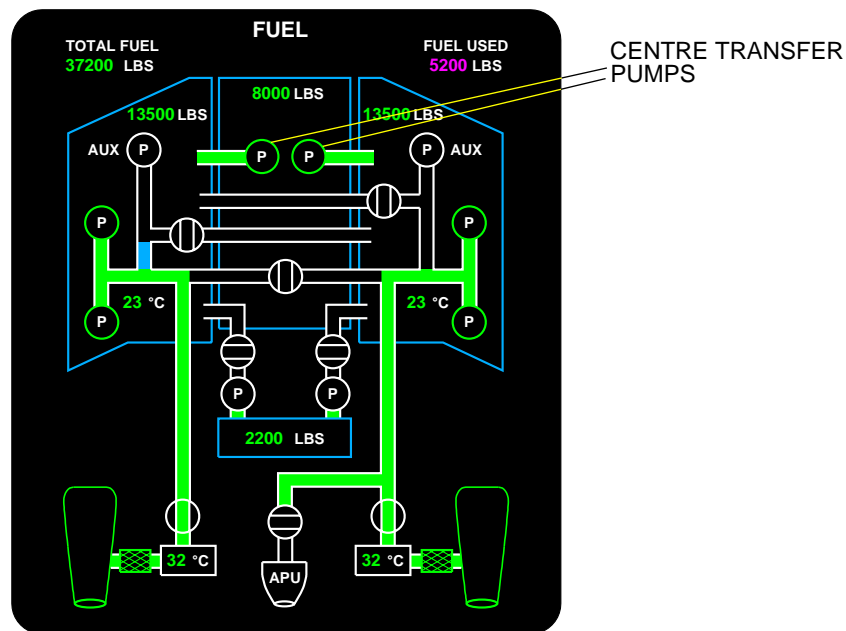 FUEL
TOTAL FUEL
37200 LBS
FUEL USED
5200 LBS
CENTRE TRANSFER
PUMPS
8000 LBS
13500 LBS
13500 LBS
AUX P
P
P
P AUX
P
P
23 °C
23 °C
P
P
P
P
2200 LBS
32 °C
APU
32 °C